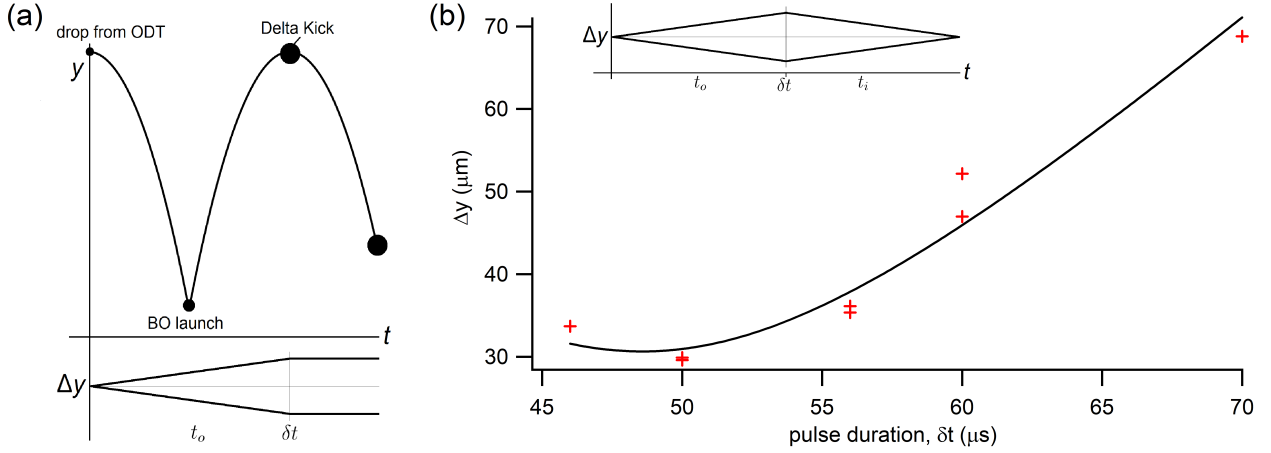 (a)
drop from ODT
Delta Kick
y
BO launch
t
Δy
t_o
δt
(b)
70
60
50
40
30
Δy (μm)
Δy
t_o
δt
t_i
t
45
50
55
60
65
70
pulse duration, δt (μs)